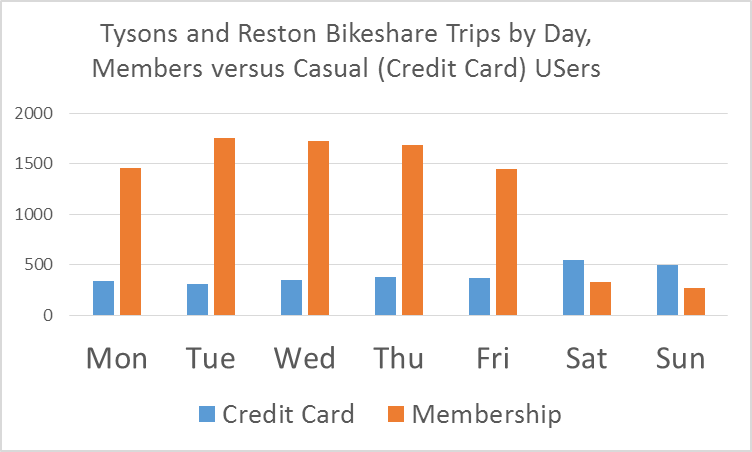 Tysons and Reston Bikeshare Trips by Day,
Members versus Casual (Credit Card) USers
2000
1500
1000
500
0
Mon Tue Wed Thu Fri Sat Sun
Credit Card Membership